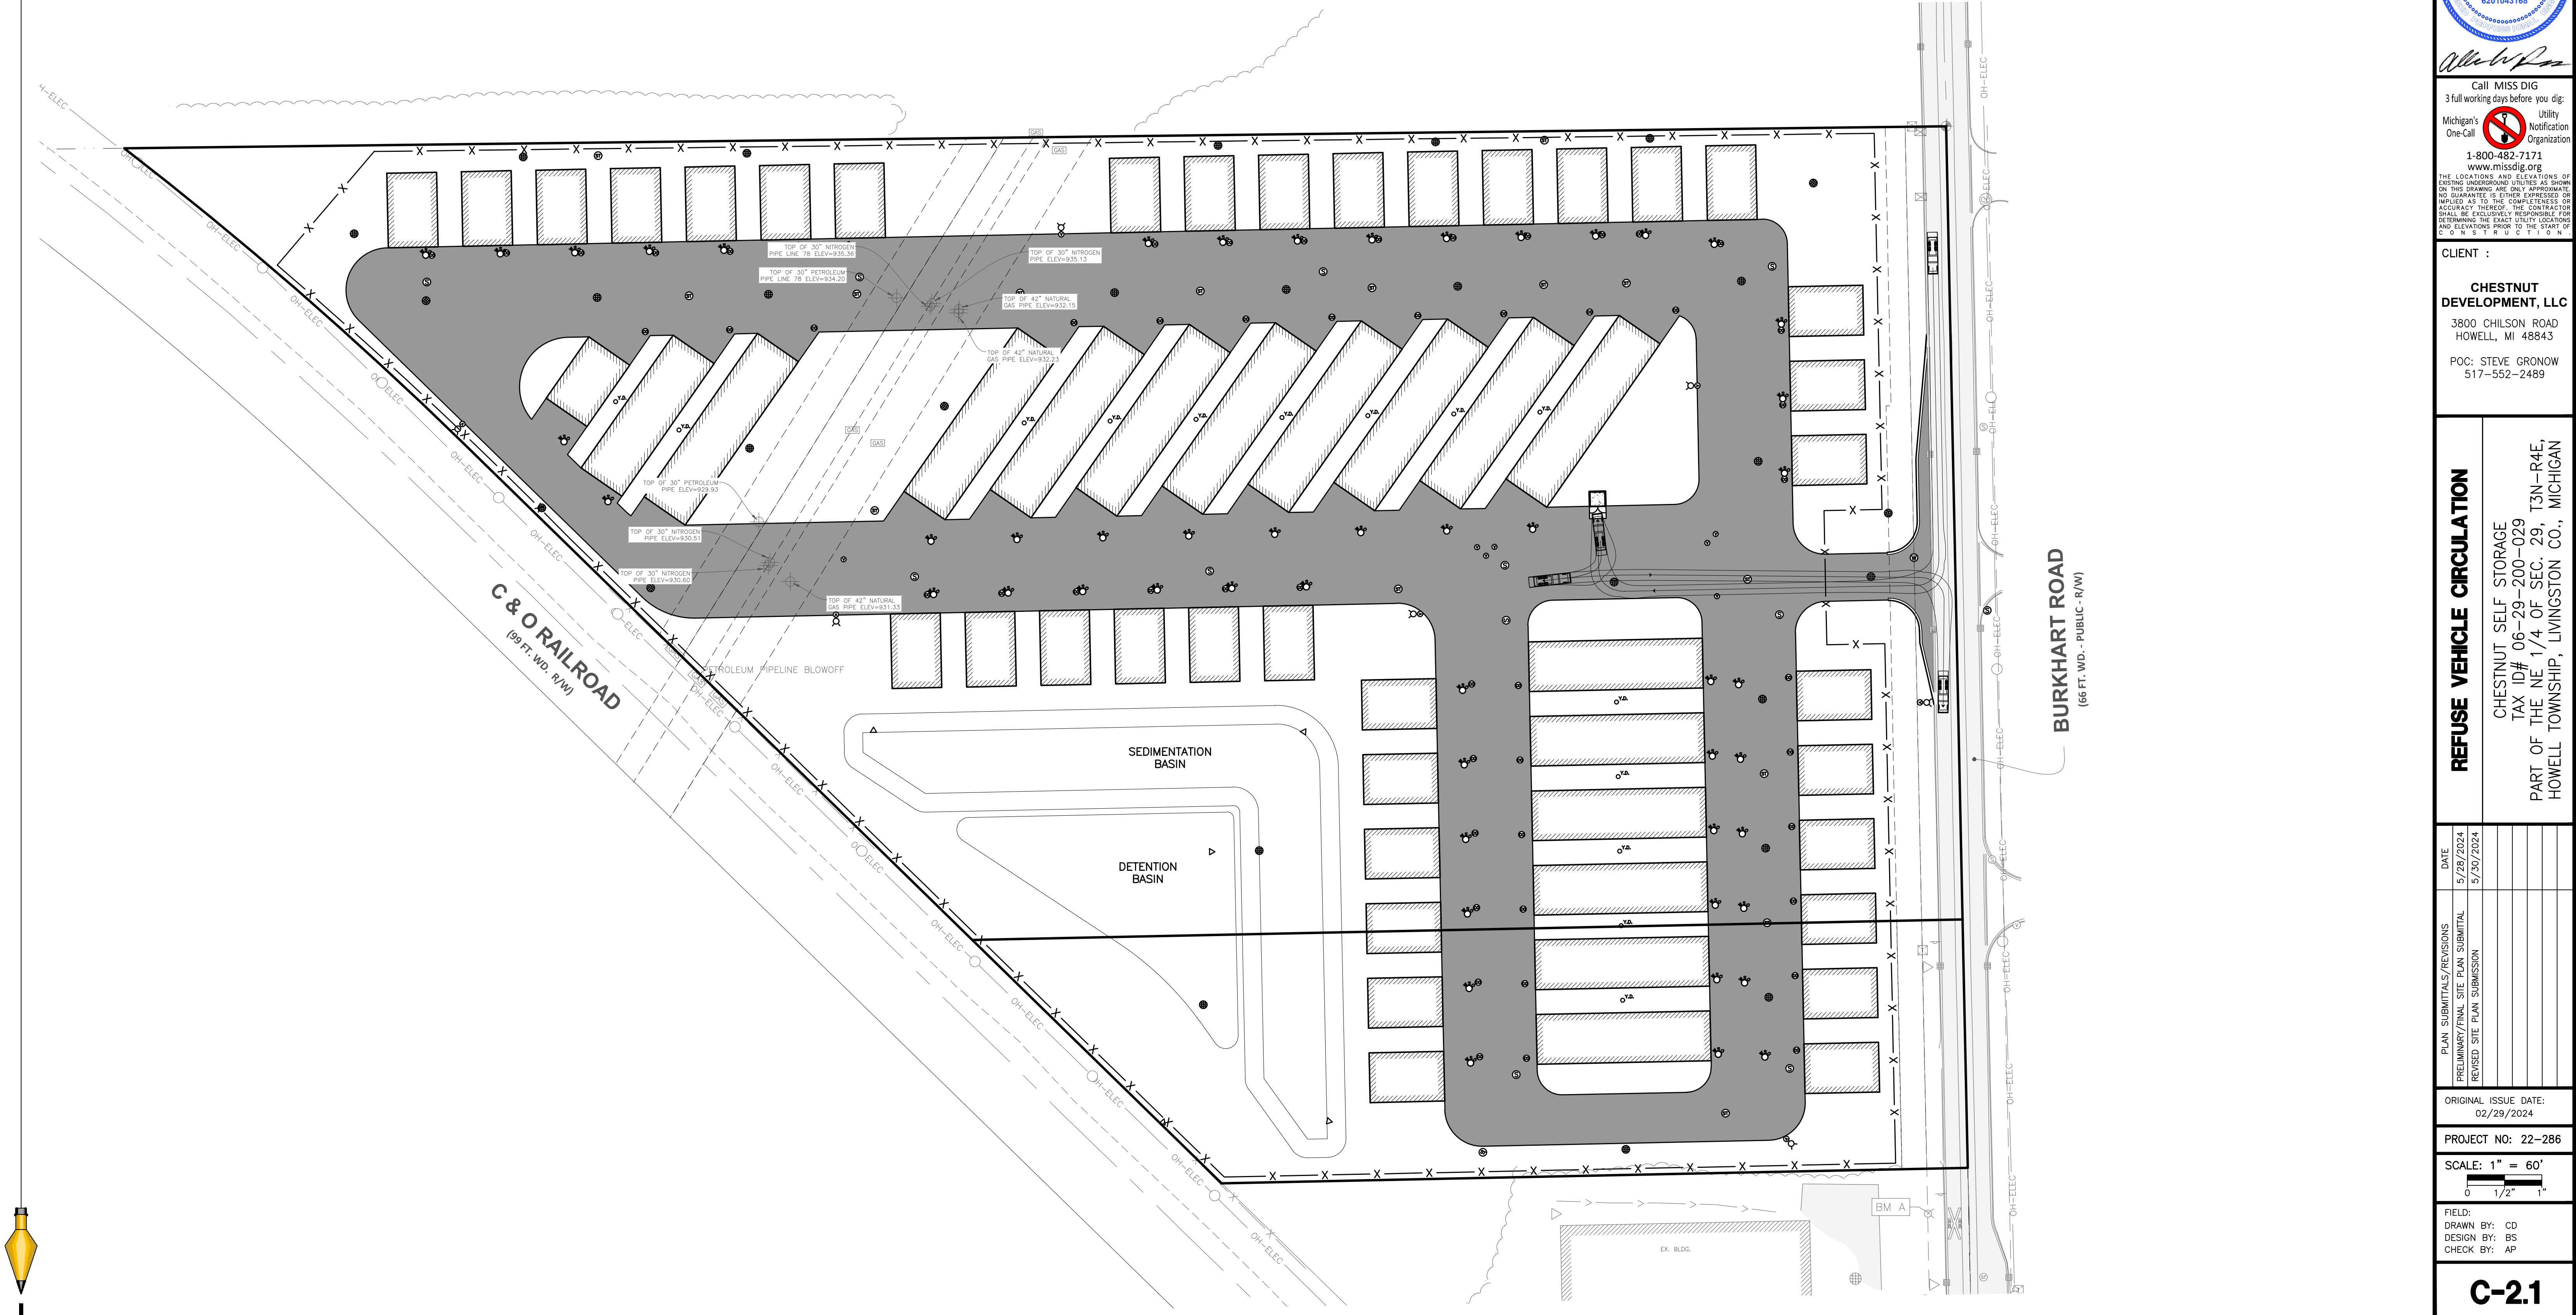 6201043168
Call MISS DIG
3 full working days before you dig:
Michigan's
One-Call
Utility
Notification
Organization
1-800-482-7171
www.missdig.org
THE LOCATIONS AND ELEVATIONS OF
EXISTING UNDERGROUND UTILITIES AS SHOWN
ON THIS DRAWING ARE ONLY APPROXIMATE.
NO GUARANTEE IS EITHER EXPRESSED OR
IMPLIED AS TO THE COMPLETENESS OR
ACCURACY THEREOF. THE CONTRACTOR
SHALL BE EXCLUSIVELY RESPONSIBLE FOR
DETERMINING THE EXACT UTILITY LOCATIONS
AND ELEVATIONS PRIOR TO THE START OF
CONSTRUCTION.
CLIENT :
CHESTNUT
DEVELOPMENT, LLC
3800 CHILSON ROAD
HOWELL, MI 48843
POC: STEVE GRONOW
517-552-2489
REFUSE VEHICLE CIRCULATION
CHESTNUT SELF STORAGE
TAX ID# 06-29-200-029
PART OF THE NE 1/4 OF SEC. 29, T3N-R4E,
HOWELL TOWNSHIP, LIVINGSTON CO., MICHIGAN
PLAN SUBMITTALS/REVISIONS DATE
PRELIMINARY/FINAL SITE PLAN SUBMITTAL 5/28/2024
REVISED SITE PLAN SUBMISSION 5/30/2024
ORIGINAL ISSUE DATE:
02/29/2024
PROJECT NO: 22-286
SCALE: 1" = 60'
0 1/2" 1"
FIELD:
DRAWN BY: CD
DESIGN BY: BS
CHECK BY: AP
C-2.1
TOP OF 30" NITROGEN
PIPE LINE 78 ELEV=935.36
TOP OF 30" PETROLEUM
PIPE LINE 78 ELEV=934.20
TOP OF 30" NITROGEN
PIPE ELEV=935.13
TOP OF 42" NATURAL
GAS PIPE ELEV=932.15
TOP OF 42" NATURAL
GAS PIPE ELEV=932.23
TOP OF 30" PETROLEUM
PIPE ELEV=929.93
TOP OF 30" NITROGEN
PIPE ELEV=930.51
TOP OF 30" NITROGEN
PIPE ELEV=930.60
TOP OF 42" NATURAL
GAS PIPE ELEV=931.33
GAS
GAS
GAS
GAS
PETROLEUM PIPELINE BLOWOFF
C & O RAILROAD
(99 FT. WD. R/W)
SEDIMENTATION
BASIN
DETENTION
BASIN
BURKHART ROAD
(66 FT. WD. - PUBLIC - R/W)
OH-ELEC
Y.D.
BM A
EX. BLDG.